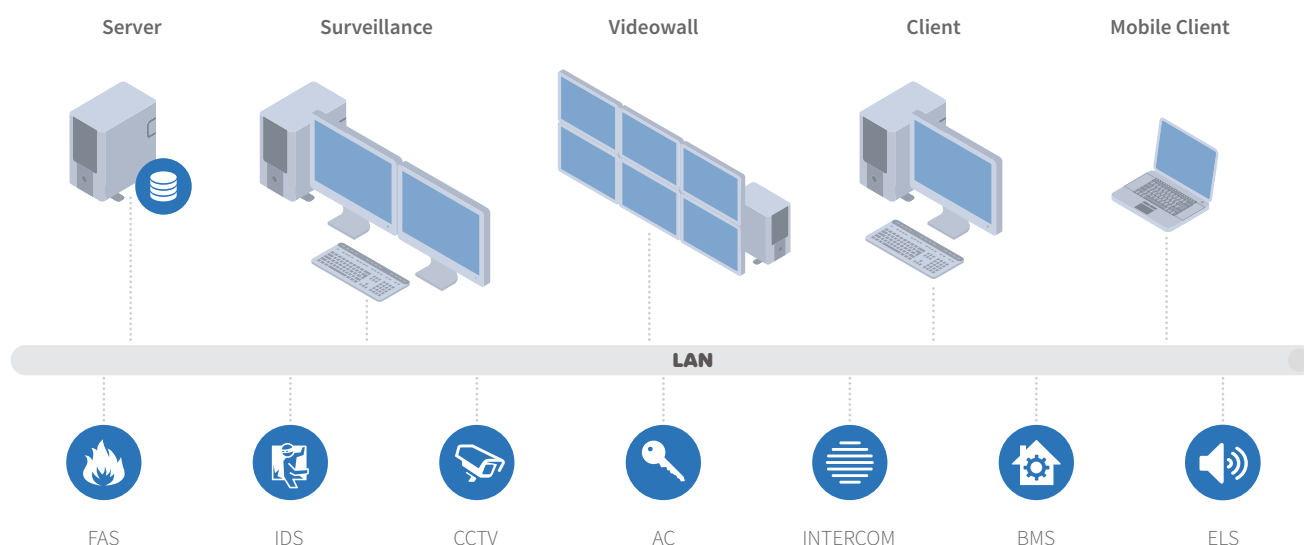 Server
Surveillance
Videowall
Client
Mobile Client
LAN
FAS
IDS
CCTV
AC
INTERCOM
BMS
ELS